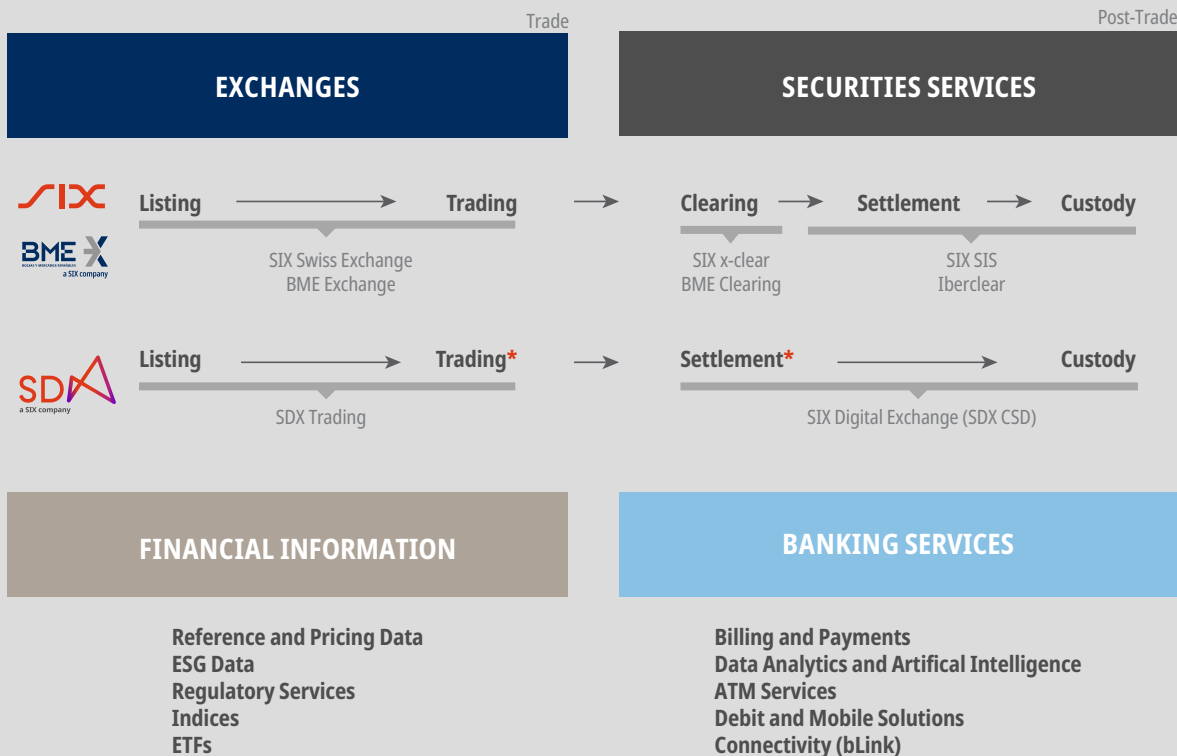 Trade
Post-Trade
EXCHANGES
SECURITIES SERVICES
SIX
Listing
Trading
Clearing
Settlement
Custody
BME X
BOLSAS Y MERCADOS ESPAÑOLES
a SIX company
SIX Swiss Exchange
BME Exchange
SIX x-clear
BME Clearing
SIX SIS
Iberclear
SDX
a SIX company
Listing
Trading*
Settlement*
Custody
SDX Trading
SIX Digital Exchange (SDX CSD)
FINANCIAL INFORMATION
BANKING SERVICES
Reference and Pricing Data
ESG Data
Regulatory Services
Indices
ETFs
Billing and Payments
Data Analytics and Artifical Intelligence
ATM Services
Debit and Mobile Solutions
Connectivity (bLink)